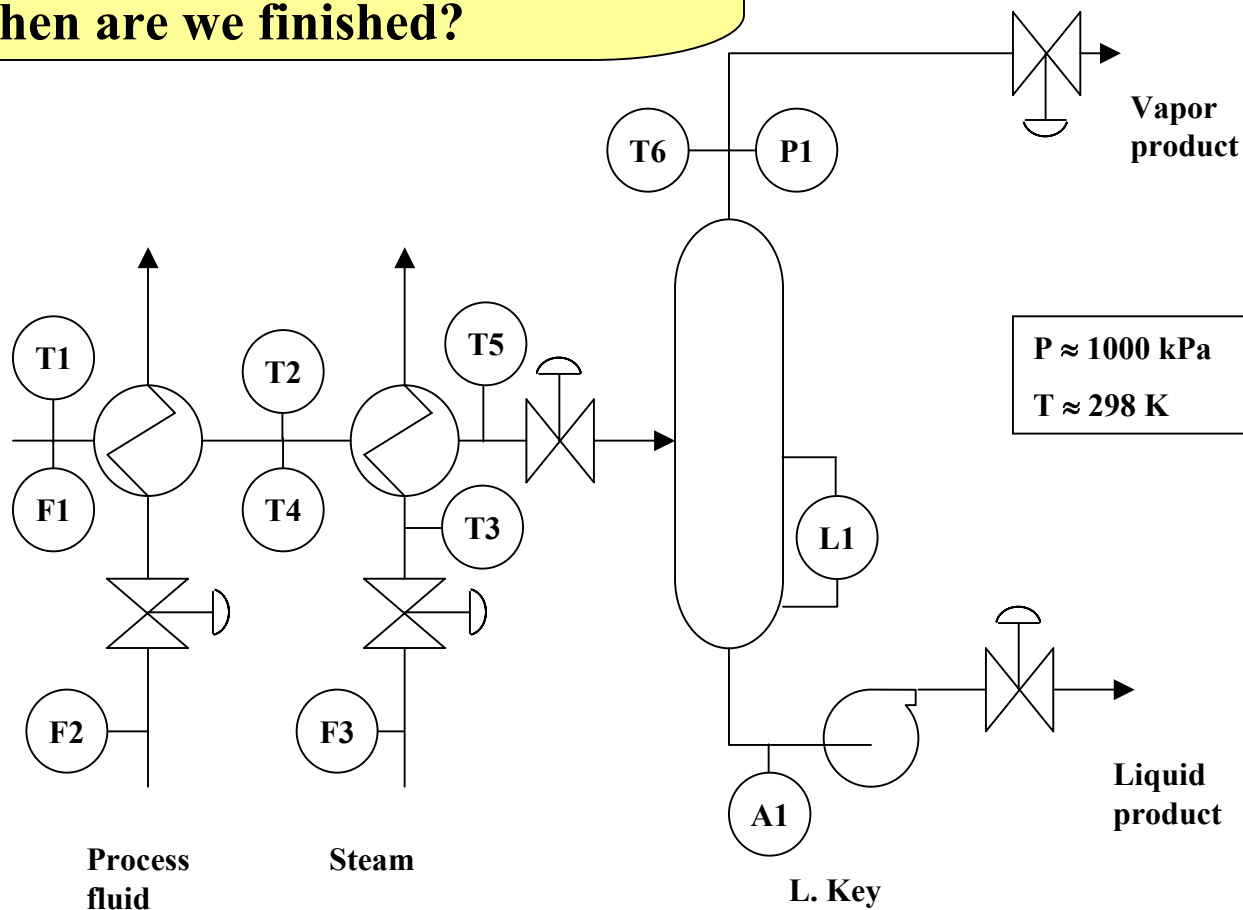 hen are we finished?
Vapor
product
T6
P1
T1
T2
T5
P ≈ 1000 kPa
T ≈ 298 K
F1
T4
T3
L1
F2
F3
A1
Liquid
product
Process
fluid
Steam
L. Key